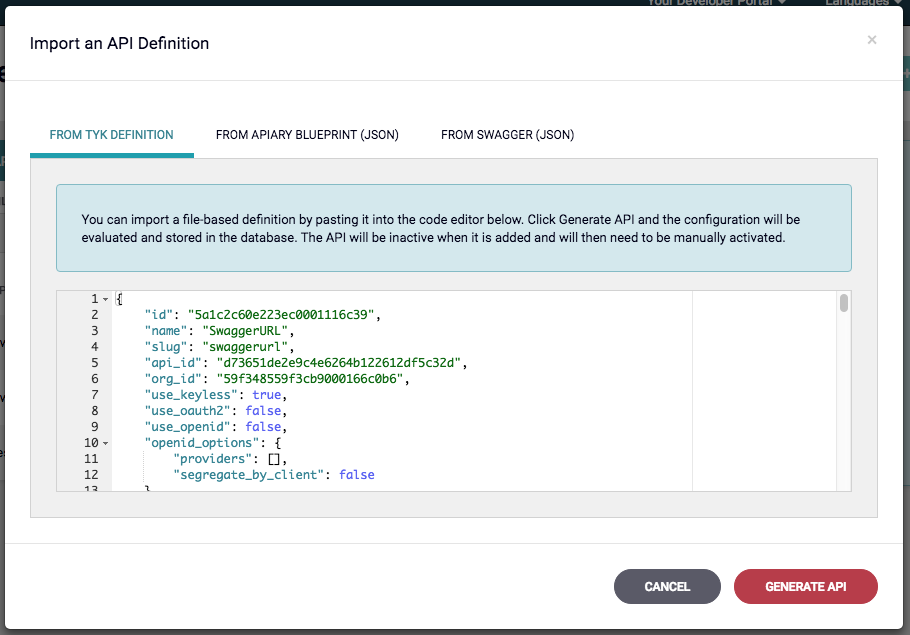 Your Developer Portal
Languages
Import an API Definition
×
FROM TYK DEFINITION
FROM APIARY BLUEPRINT (JSON)
FROM SWAGGER (JSON)
You can import a file-based definition by pasting it into the code editor below. Click Generate API and the configuration will be
evaluated and stored in the database. The API will be inactive when it is added and will then need to be manually activated.
1 {
2 "id": "5a1c2c60e223ec0001116c39",
3 "name": "SwaggerURL",
4 "slug": "swaggerurl",
5 "api_id": "d73651de2e9c4e6264b122612df5c32d",
6 "org_id": "59f348559f3cb9000166c0b6",
7 "use_keyless": true,
8 "use_oauth2": false,
9 "use_openid": false,
10 "openid_options": {
11 "providers": [],
12 "segregate_by_client": false
13 }
CANCEL
GENERATE API